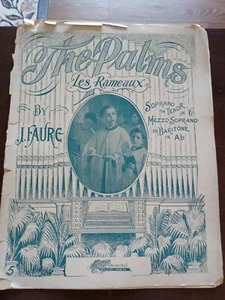 The Palms
Les Rameaux
BY
J. FAURE
SOPRANO
OR TENOR IN C
MEZZO SOPRANO
OR BARITONE
IN Ab
5